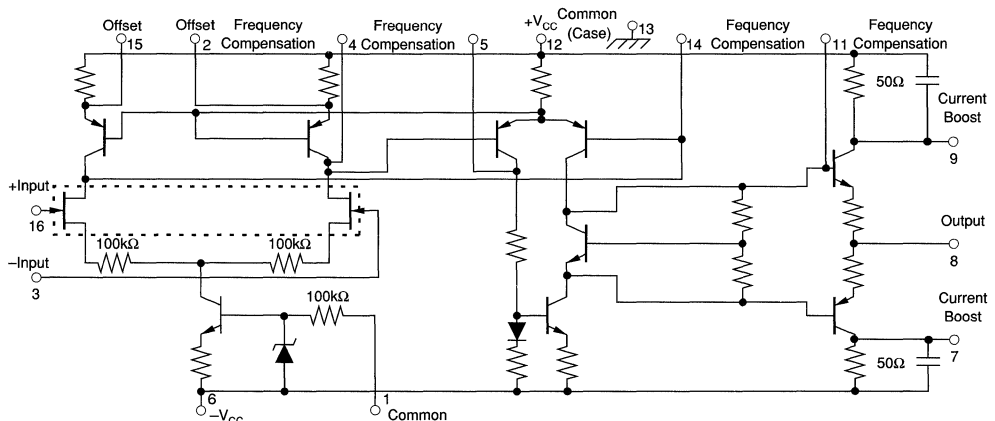 Offset
15
Offset
2
Frequency
Compensation
4
Frequency
Compensation
5
+VCC
12
Common
(Case)
13
14
Frequency
Compensation
11
Frequency
Compensation
50Ω
Current
Boost
9
+Input
16
100kΩ
100kΩ
Output
8
–Input
3
100kΩ
Current
Boost
7
50Ω
6
–VCC
1
Common